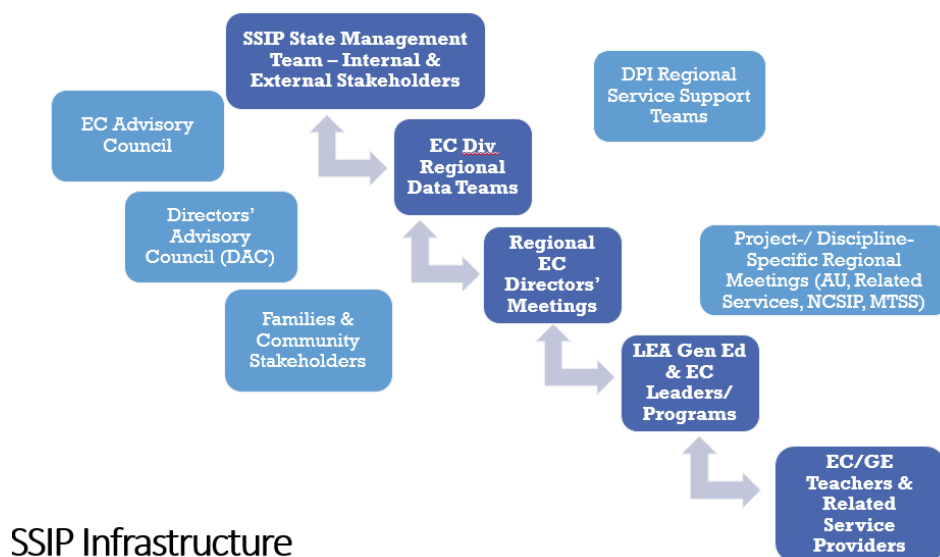 SSIP State Management
Team – Internal &
External Stakeholders
DPI Regional
Service Support
Teams
EC Advisory
Council
EC Div
Regional
Data Teams
Directors'
Advisory
Council (DAC)
Regional
EC
Directors'
Meetings
Project-/ Discipline-
Specific Regional
Meetings (AU, Related
Services, NCSIP, MTSS)
Families &
Community
Stakeholders
LEA Gen Ed
& EC
Leaders/
Programs
EC/GE
Teachers &
Related
Service
Providers
SSIP Infrastructure